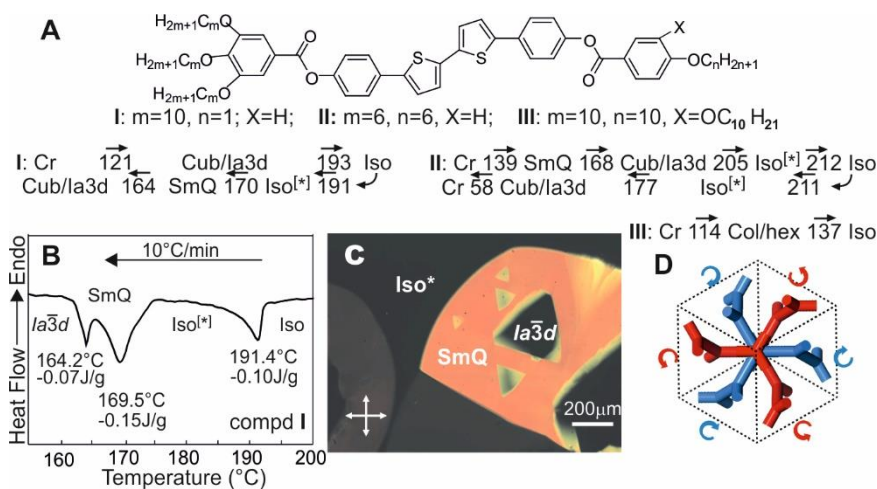 A
H2m+1CmO
H2m+1CmO
H2m+1CmO
O
O
S
S
O
O
X
OCnH2n+1
I: m=10, n=1; X=H; II: m=6, n=6, X=H; III: m=10, n=10, X=OC10 H21
I: Cr 121 Cub/Ia3d 193 Iso
Cub/Ia3d 164 SmQ 170 Iso[*] 191
II: Cr 139 SmQ 168 Cub/Ia3d 205 Iso[*] 212 Iso
Cr 58 Cub/Ia3d 177 Iso[*] 211
III: Cr 114 Col/hex 137 Iso
B
10°C/min
Heat Flow
Endo
SmQ
Ia3̄d
Iso[*]
Iso
164.2°C
-0.07J/g
169.5°C
-0.15J/g
191.4°C
-0.10J/g
compd I
160 170 180 190 200
Temperature (°C)
C
Iso*
SmQ
Ia3̄d
200μm
D